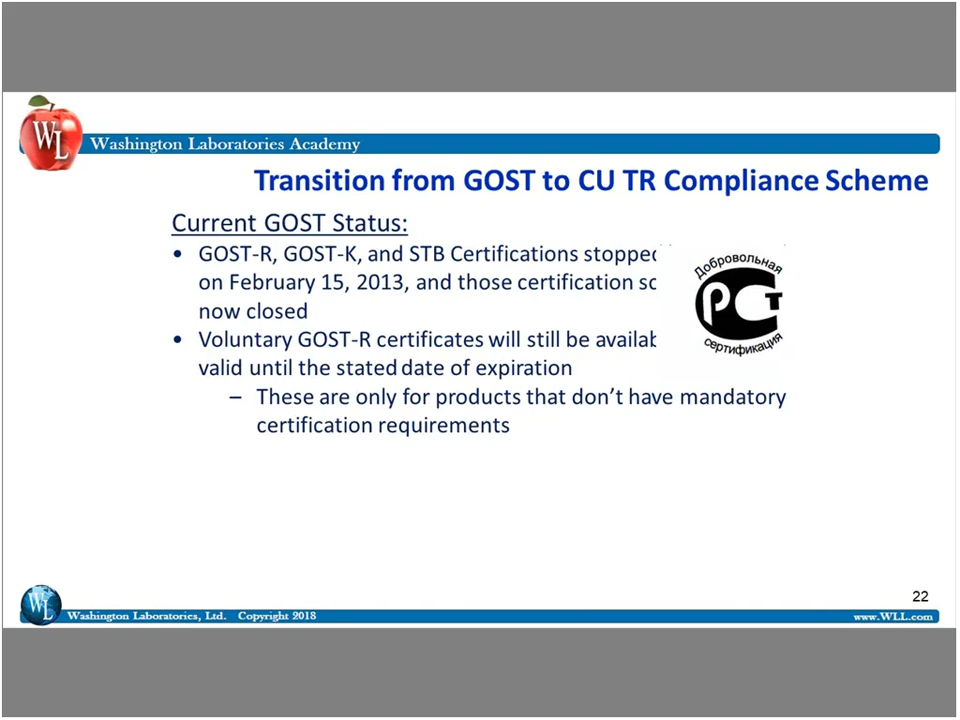 WL
Washington Laboratories Academy
Transition from GOST to CU TR Compliance Scheme
Current GOST Status:
• GOST-R, GOST-K, and STB Certifications stopped
on February 15, 2013, and those certification
now closed
• Voluntary GOST-R certificates will still be
valid until the stated date of expiration
– These are only for products that don’t have mandatory
certification requirements
Добровольная
РСТ
сертификация
22
WL
Washington Laboratories, Ltd. Copyright 2018
www.WLL.com